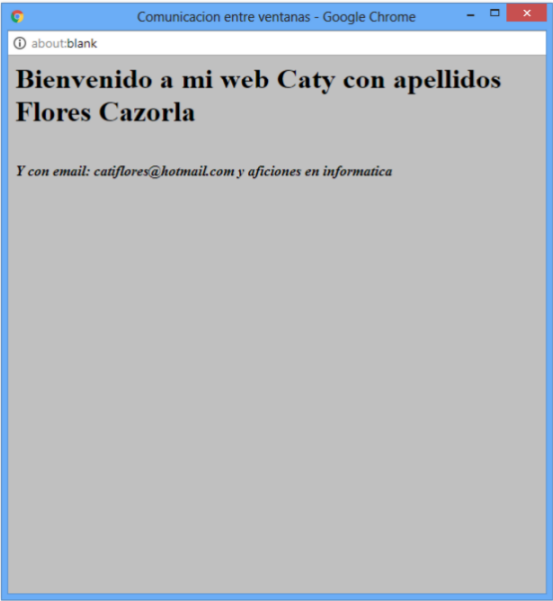 Comunicacion entre ventanas - Google Chrome
about:blank
Bienvenido a mi web Caty con apellidos
Flores Cazorla
Y con email: catiflores@hotmail.com y aficiones en informatica